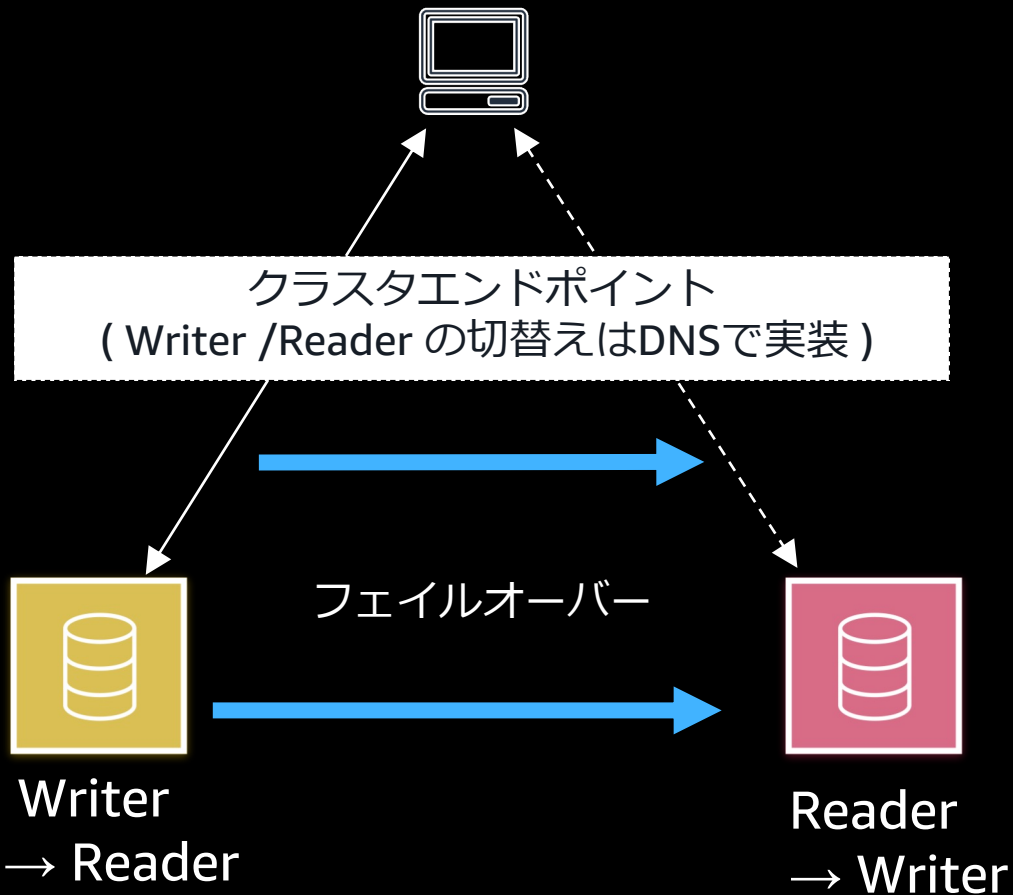 クラスタエンドポイント
( Writer /Reader の切替えはDNSで実装 )
フェイルオーバー
Writer
→ Reader
Reader
→ Writer